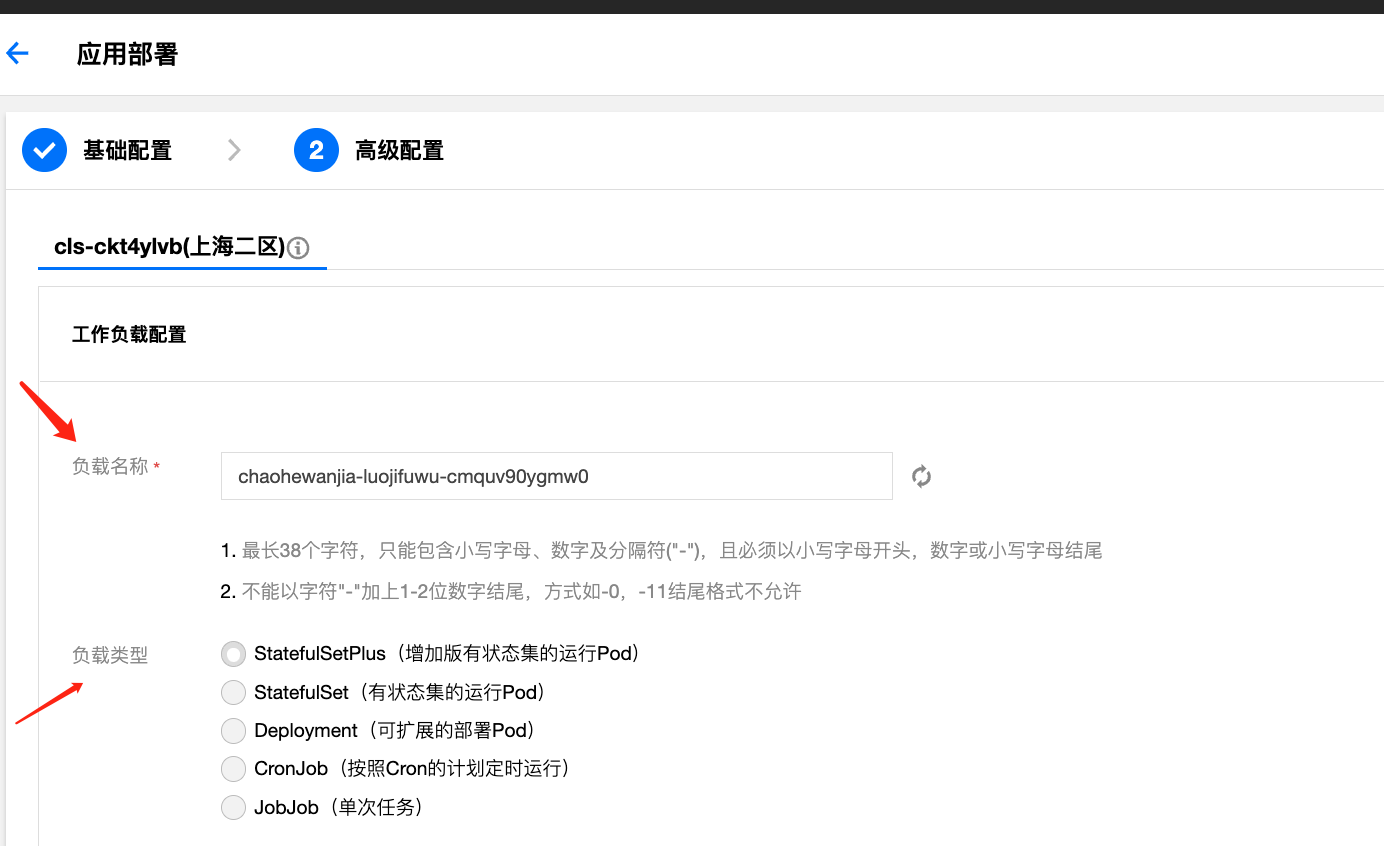 应用部署
基础配置
2 高级配置
cls-ckt4ylvb(上海二区)
工作负载配置
负载名称 *
chaohewanjia-luojifuwu-cmquv90ygmw0
1. 最长38个字符，只能包含小写字母、数字及分隔符("-")，且必须以小写字母开头，数字或小写字母结尾
2. 不能以字符"-"加上1-2位数字结尾，方式如-0，-11结尾格式不允许
负载类型
StatefulSetPlus（增加版有状态集的运行Pod）
StatefulSet（有状态集的运行Pod）
Deployment（可扩展的部署Pod）
CronJob（按照Cron的计划定时运行）
JobJob（单次任务）